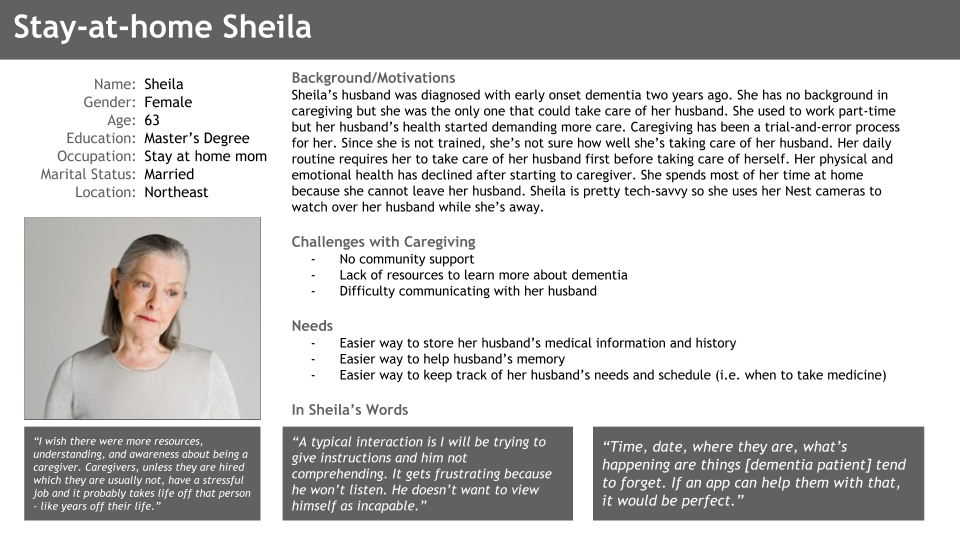 Stay-at-home Sheila
Name: Sheila
Gender: Female
Age: 63
Education: Master's Degree
Occupation: Stay at home mom
Marital Status: Married
Location: Northeast
Background/Motivations
Sheila's husband was diagnosed with early onset dementia two years ago. She has no background in
caregiving but she was the only one that could take care of her husband. She used to work part-time
but her husband's health started demanding more care. Caregiving has been a trial-and-error process
for her. Since she is not trained, she's not sure how well she's taking care of her husband. Her daily
routine requires her to take care of her husband first before taking care of herself. Her physical and
emotional health has declined after starting to caregiver. She spends most of her time at home
because she cannot leave her husband. Sheila is pretty tech-savvy so she uses her Nest cameras to
watch over her husband while she's away.
Challenges with Caregiving
- No community support
- Lack of resources to learn more about dementia
- Difficulty communicating with her husband
Needs
- Easier way to store her husband's medical information and history
- Easier way to help husband's memory
- Easier way to keep track of her husband's needs and schedule (i.e. when to take medicine)
In Sheila's Words
“I wish there were more resources,
understanding, and awareness about being a
caregiver. Caregivers, unless they are hired
which they are usually not, have a stressful
job and it probably takes life off that person
- like years off their life.”
“A typical interaction is I will be trying to
give instructions and him not
comprehending. It gets frustrating because
he won't listen. He doesn't want to view
himself as incapable.”
“Time, date, where they are, what's
happening are things [dementia patient] tend
to forget. If an app can help them with that,
it would be perfect.”